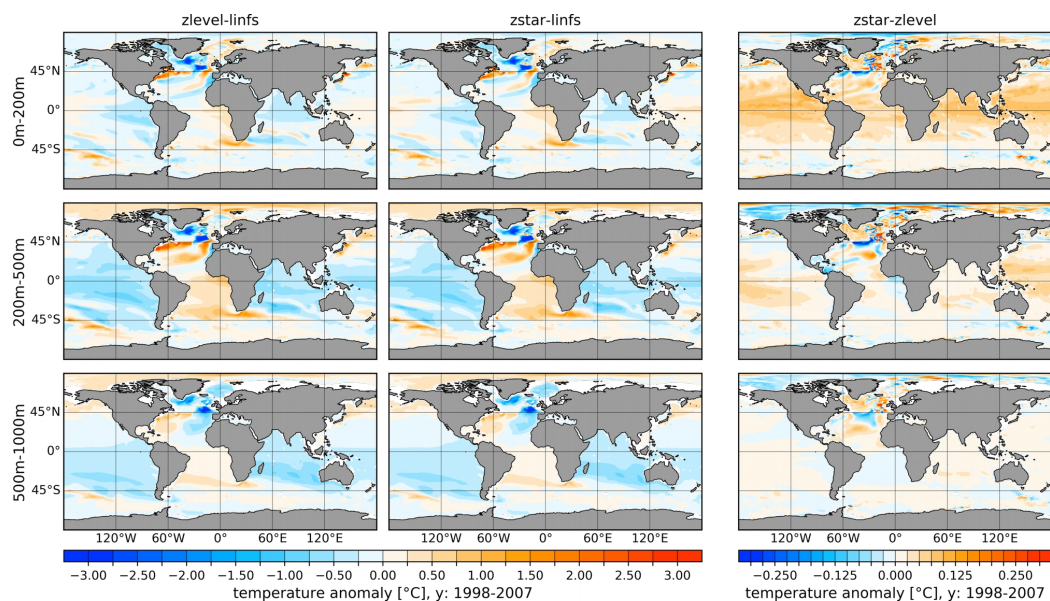 zlevel-linfs zstar-linfs zstar-zlevel
0m-200m
45°N
0°
45°S
200m-500m
45°N
0°
45°S
500m-1000m
45°N
0°
45°S
120°W 60°W 0° 60°E 120°E 120°W 60°W 0° 60°E 120°E 120°W 60°W 0° 60°E 120°E
−3.00 −2.50 −2.00 −1.50 −1.00 −0.50 0.00 0.50 1.00 1.50 2.00 2.50 3.00 −0.250 −0.125 0.000 0.125 0.250
temperature anomaly [°C], y: 1998-2007 temperature anomaly [°C], y: 1998-2007